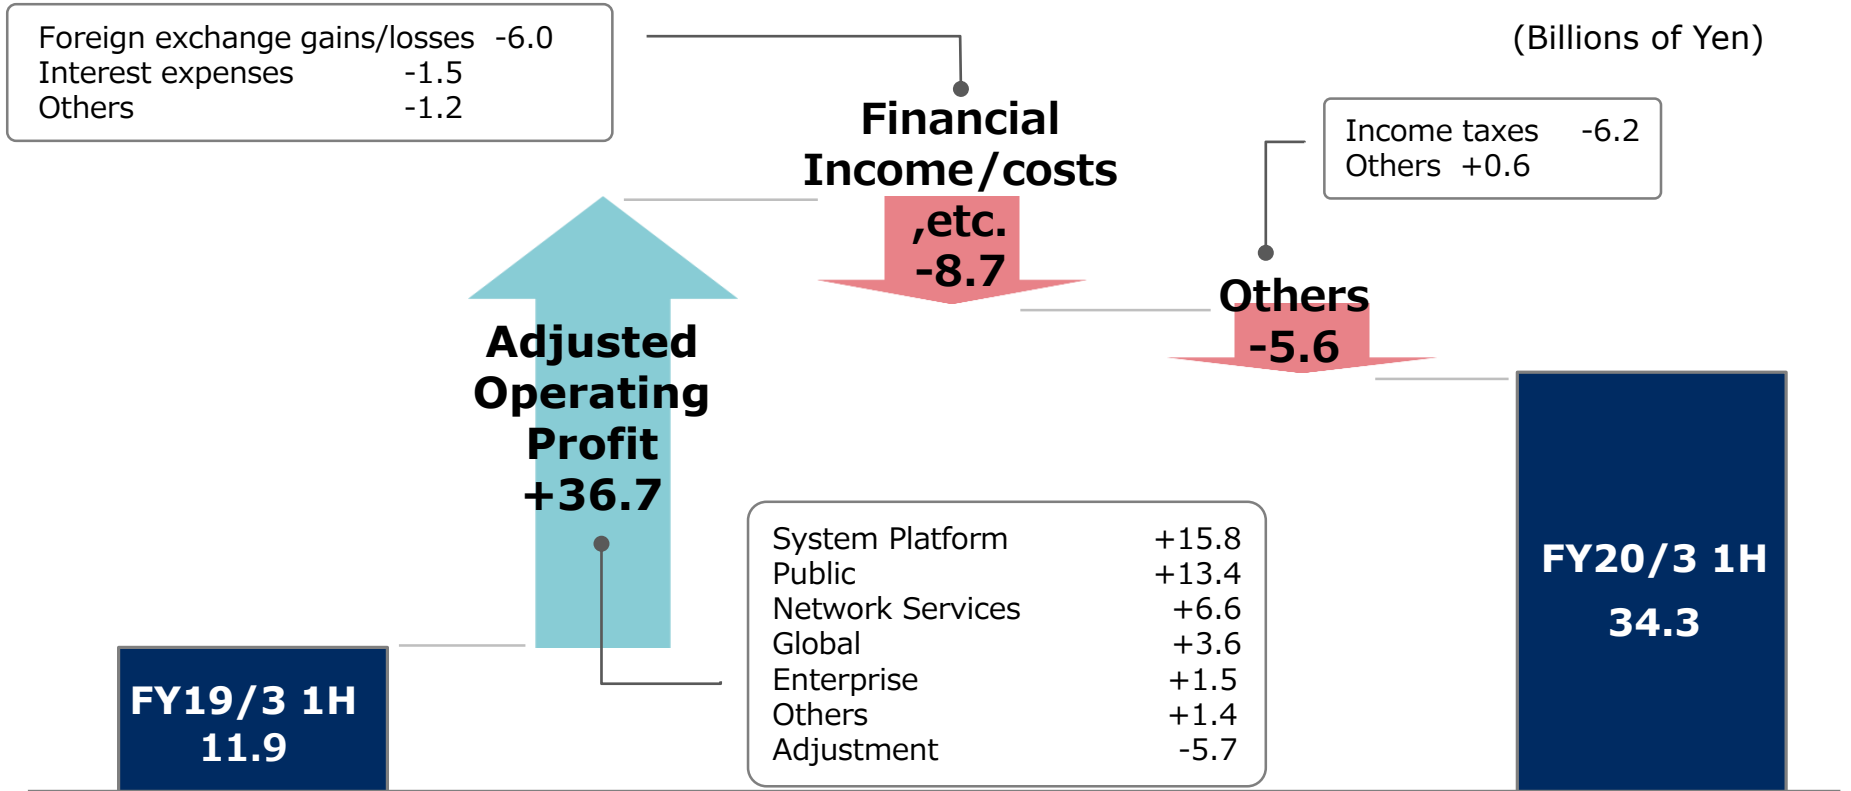 Foreign exchange gains/losses -6.0
Interest expenses -1.5
Others -1.2
(Billions of Yen)
Financial
Income/costs
,etc.
-8.7
Income taxes -6.2
Others +0.6
Others
-5.6
Adjusted
Operating
Profit
+36.7
System Platform +15.8
Public +13.4
Network Services +6.6
Global +3.6
Enterprise +1.5
Others +1.4
Adjustment -5.7
FY19/3 1H
11.9
FY20/3 1H
34.3